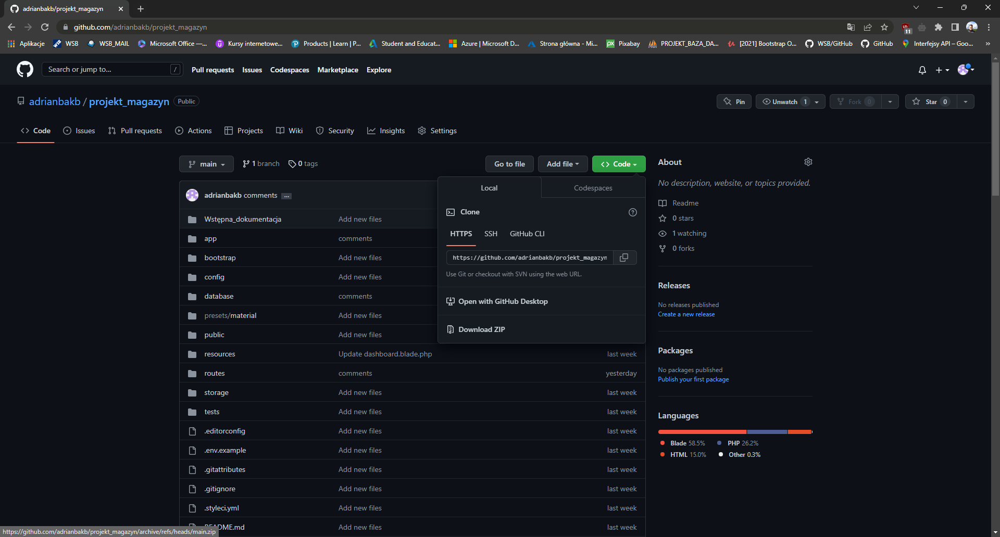 adrianbakb/projekt_magazyn
github.com/adrianbakb/projekt_magazyn
11
Aplikacje WSB WSB_MAIL Microsoft Office —... Kursy internetowe... Products | Learn | P... Student and Educat... Azure | Microsoft D... Strona główna - Mi... Pixabay PROJEKT_BAZA_DA... [2021] Bootstrap O... WSB/GitHub GitHub Interfejsy API – Goo... »
Search or jump to... / Pull requests Issues Codespaces Marketplace Explore
adrianbakb / projekt_magazyn Public Pin Unwatch 1 Fork 0 Star 0
Code Issues Pull requests Actions Projects Wiki Security Insights Settings
main 1 branch 0 tags Go to file Add file Code
adrianbakb comments ...
Wstępna_dokumentacja Add new files
app comments
bootstrap Add new files
config Add new files
database comments
presets/material Add new files
public Add new files
resources Update dashboard.blade.php last week
routes comments yesterday
storage Add new files last week
tests Add new files last week
.editorconfig Add new files last week
.env.example Add new files last week
.gitattributes Add new files last week
.gitignore Add new files last week
.styleci.yml Add new files last week
README.md Add new files last week
Local Codespaces
Clone
HTTPS SSH GitHub CLI
https://github.com/adrianbakb/projekt_magazyn
Use Git or checkout with SVN using the web URL.
Open with GitHub Desktop
Download ZIP
About
No description, website, or topics provided.
Readme
0 stars
1 watching
0 forks
Releases
No releases published
Create a new release
Packages
No packages published
Publish your first package
Languages
Blade 58.5% PHP 26.2%
HTML 15.0% Other 0.3%
https://github.com/adrianbakb/projekt_magazyn/archive/refs/heads/main.zip